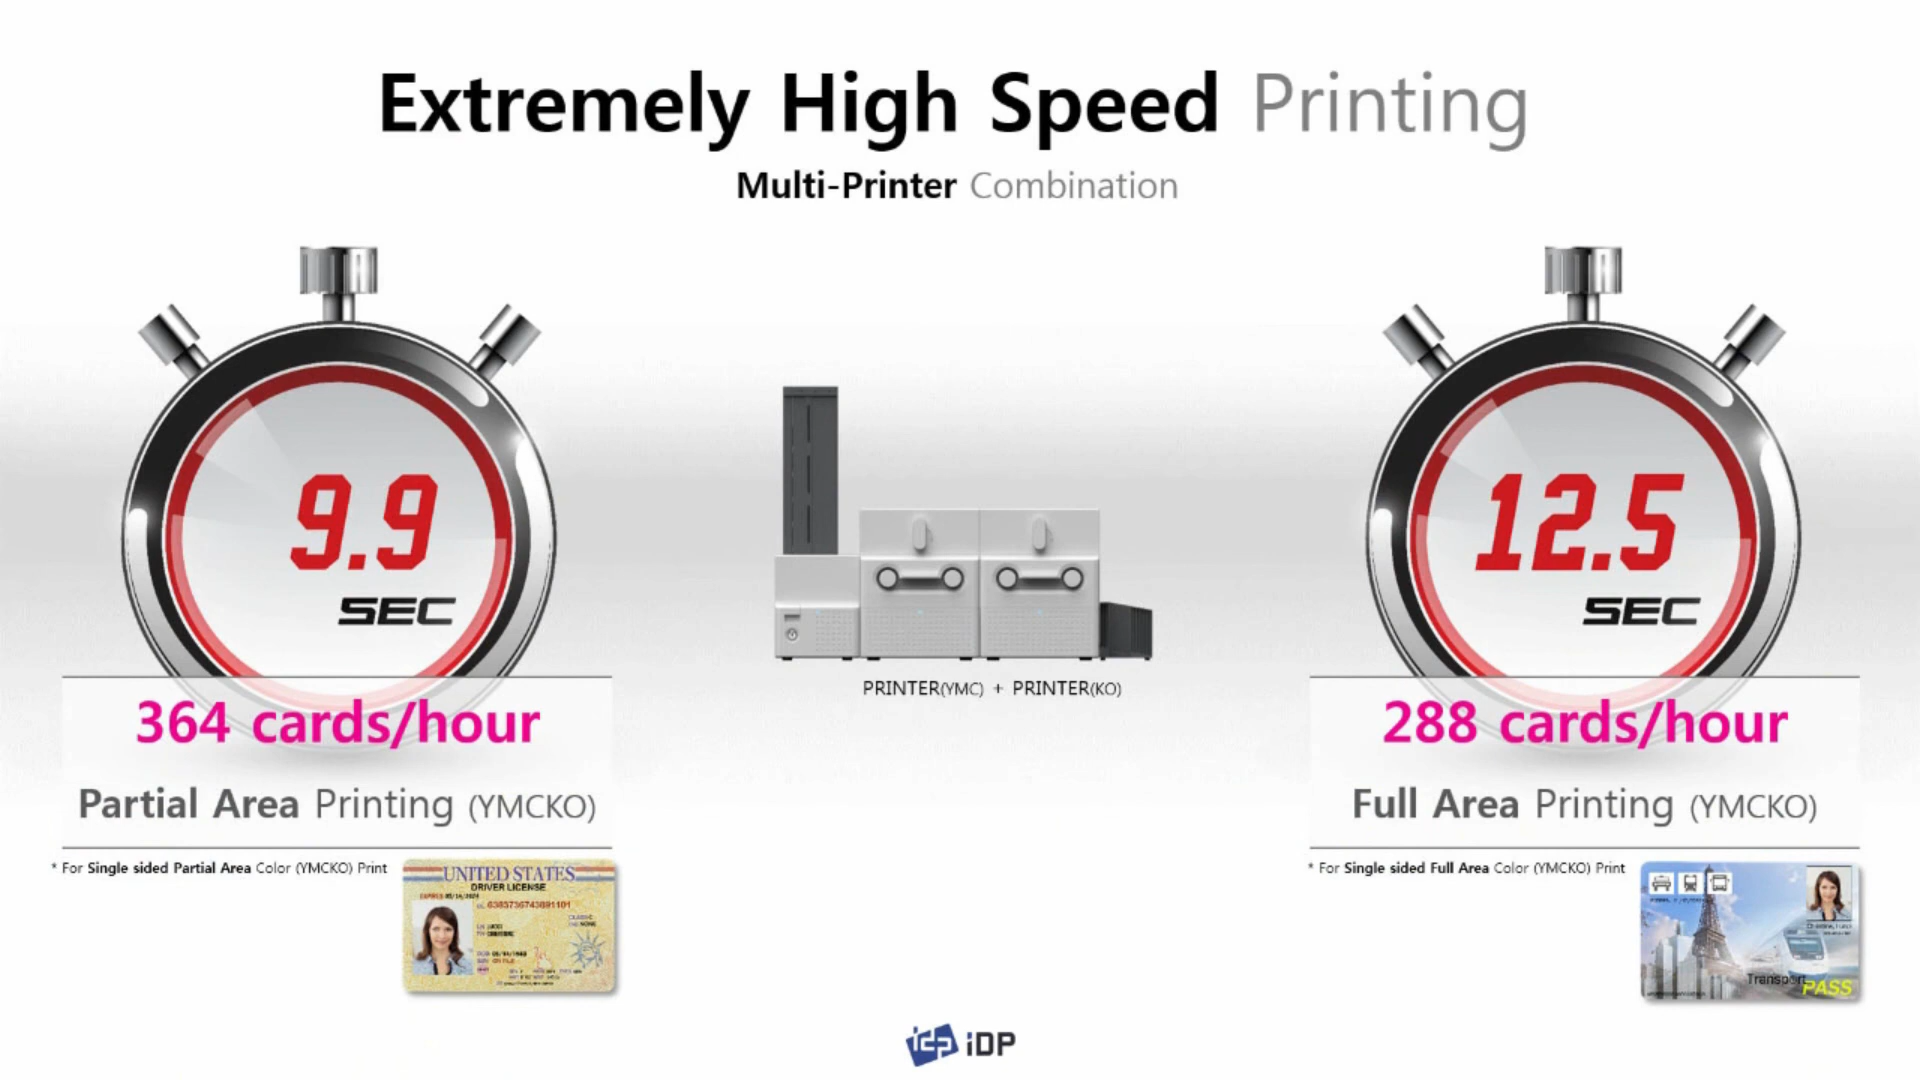 Extremely High Speed Printing
Multi-Printer Combination
9.9
SEC
364 cards/hour
Partial Area Printing (YMCKO)
* For Single sided Partial Area Color (YMCKO) Print
UNITED STATES
DRIVER LICENSE
6385736743891101
PRINTER(YMC) + PRINTER(KO)
12.5
SEC
288 cards/hour
Full Area Printing (YMCKO)
* For Single sided Full Area Color (YMCKO) Print
Transport
PASS
idp iDP